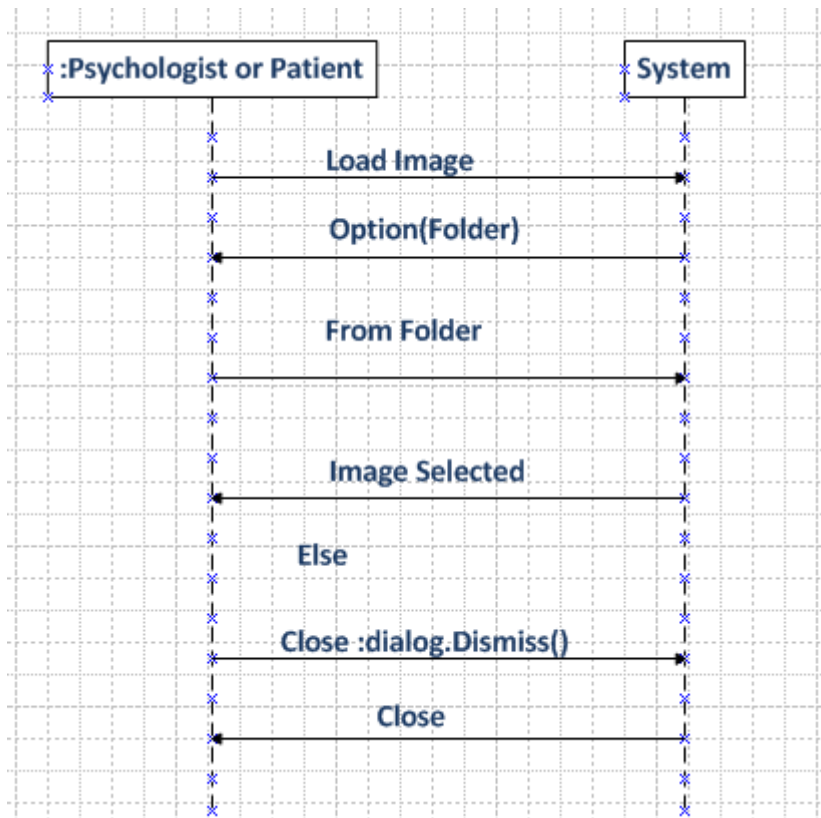 :Psychologist or Patient
System
Load Image
Option(Folder)
From Folder
Image Selected
Else
Close :dialog.Dismiss()
Close